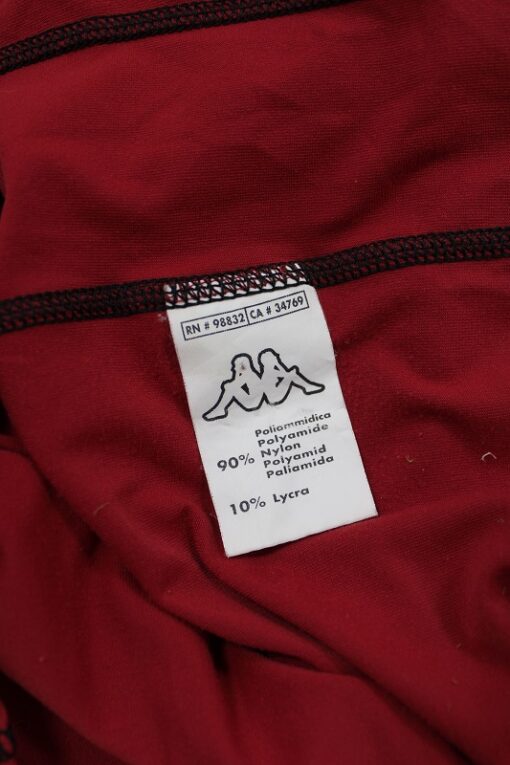 RN # 98832 CA # 34769
Poliammidica
Polyamide
90% Nylon
Polyamid
Paliamida
10% Lycra